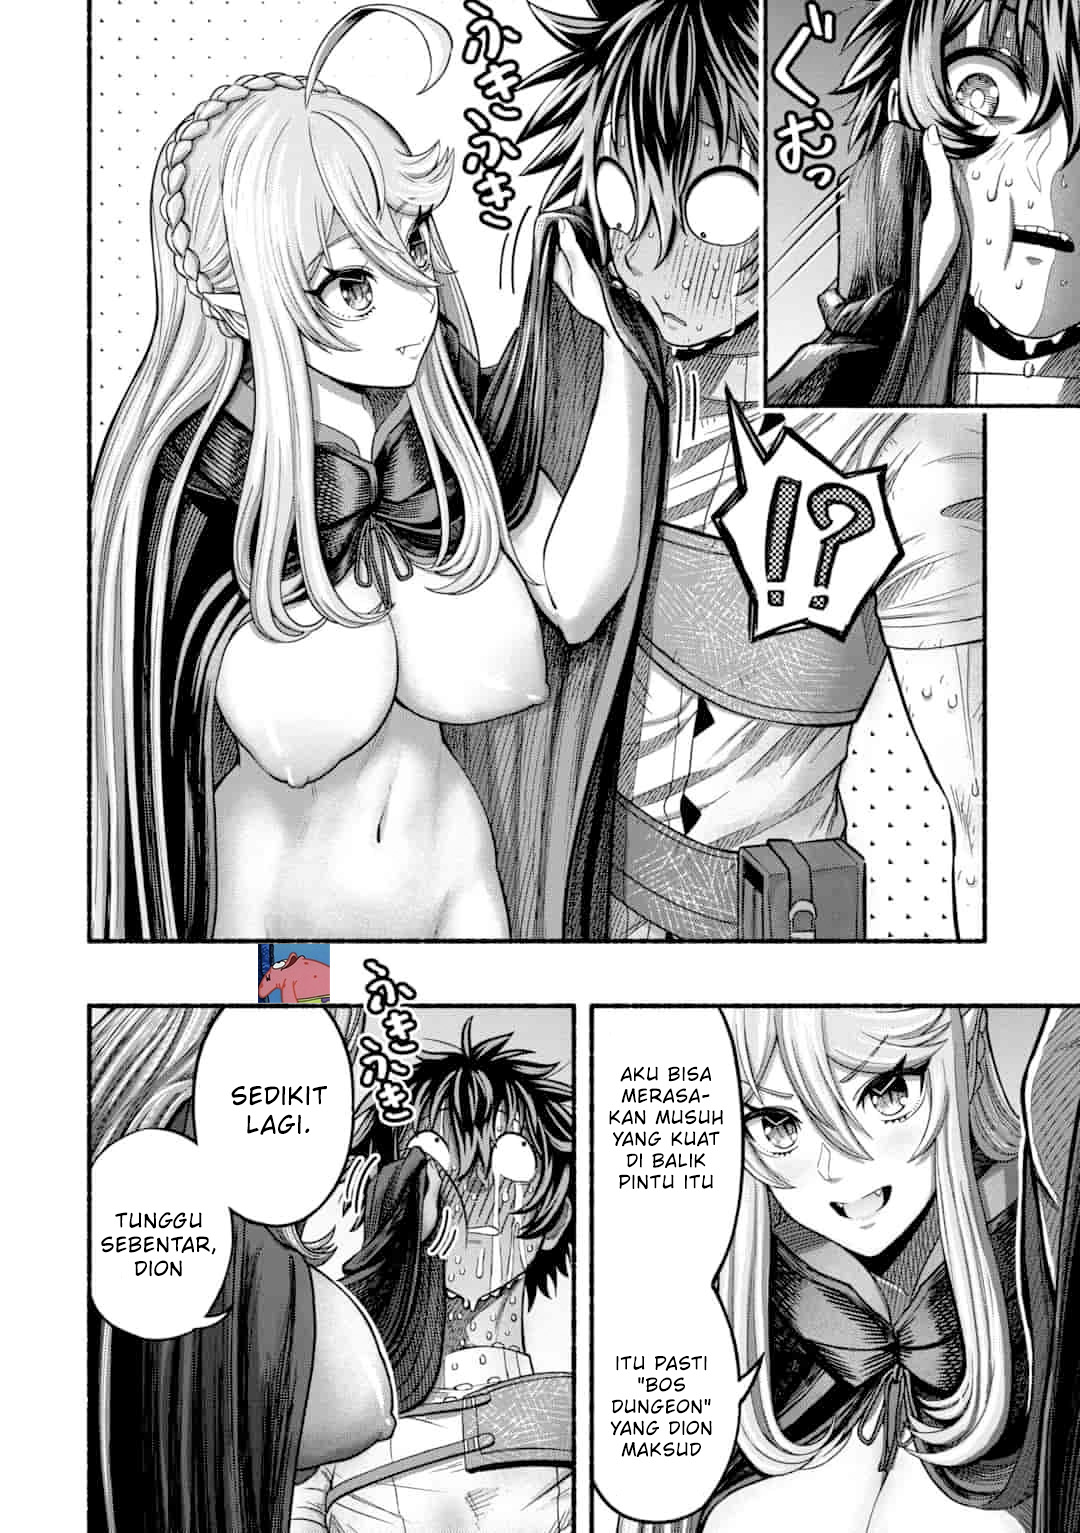 ぐむっ
ふきふき
!?
AKU BISA
MERASA-
KAN MUSUH
YANG KUAT
DI BALIK
PINTU ITU
ITU PASTI
"BOS
DUNGEON"
YANG DION
MAKSUD
ふきふき
SEDIKIT
LAGI.
TUNGGU
SEBENTAR,
DION